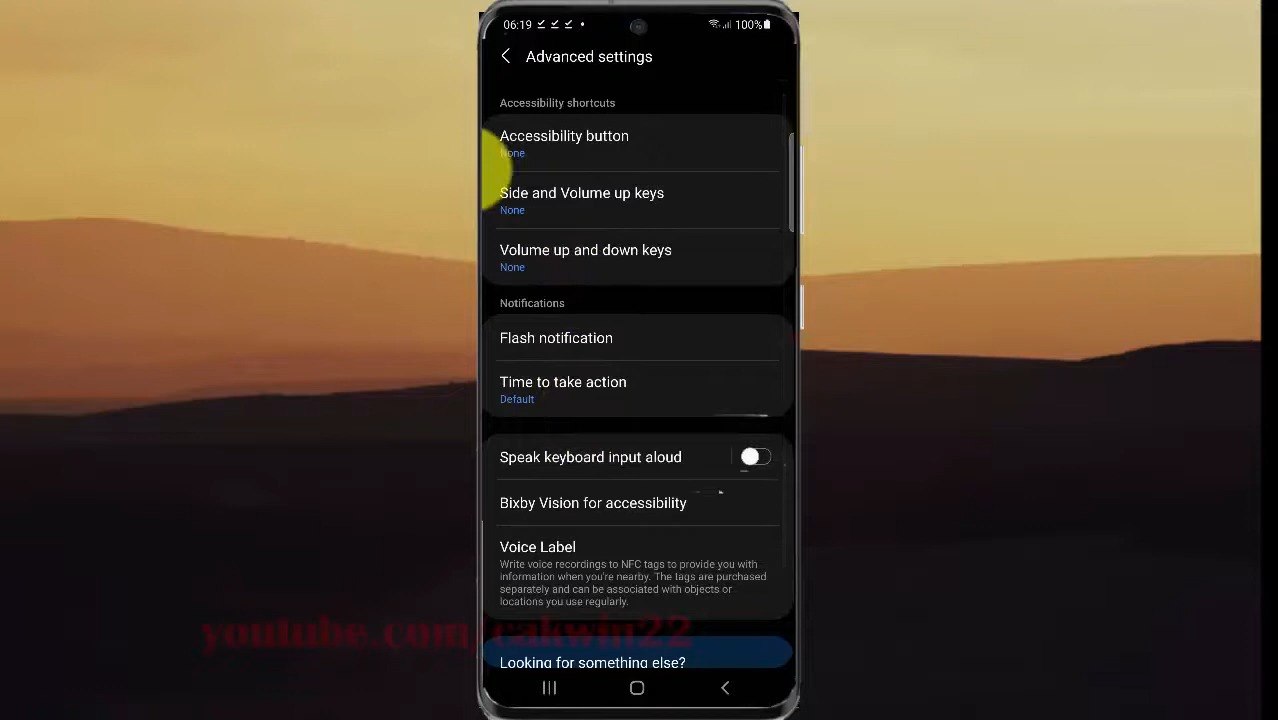 06:19
100%
Advanced settings
Accessibility shortcuts
Accessibility button
None
Side and Volume up keys
None
Volume up and down keys
None
Notifications
Flash notification
Time to take action
Default
Speak keyboard input aloud
Bixby Vision for accessibility
Voice Label
Write voice recordings to NFC tags to provide you with
information when you're nearby. The tags are purchased
separately and can be associated with objects or
locations you use regularly.
youtube.com/cakwin22
Looking for something else?